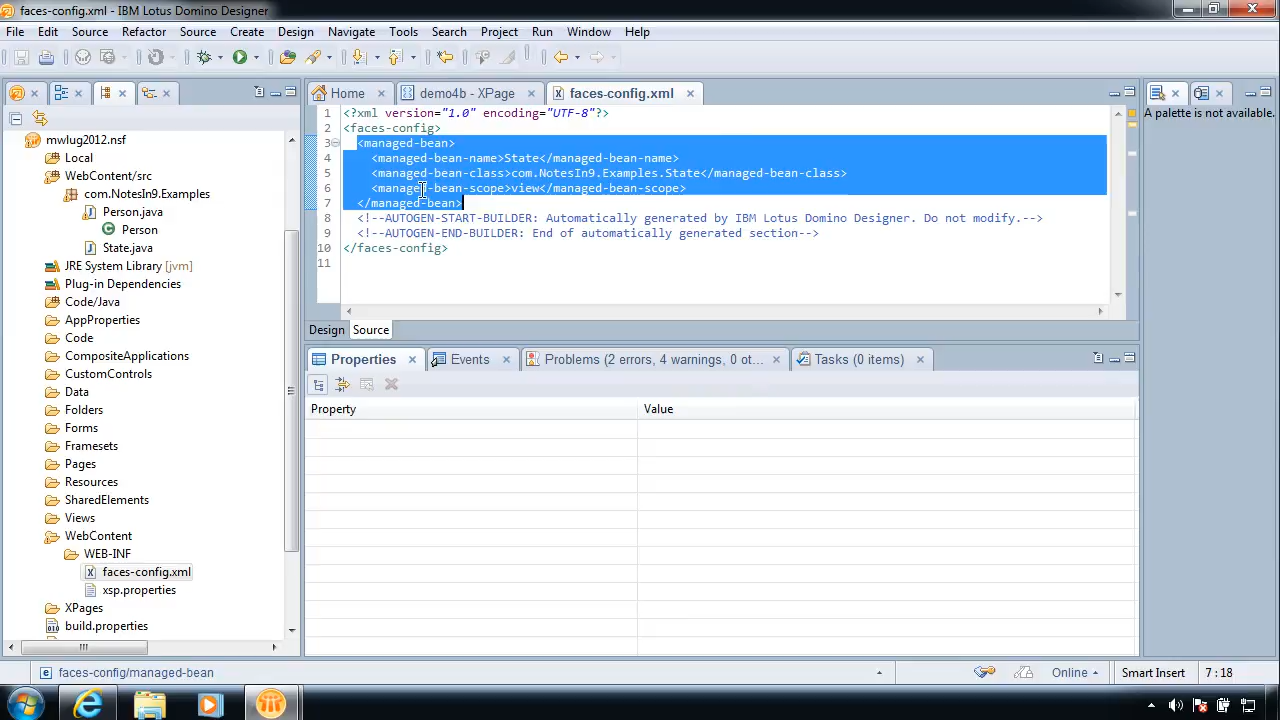 faces-config.xml - IBM Lotus Domino Designer
File Edit Source Refactor Source Create Design Navigate Tools Search Project Run Window Help
Home demo4b - XPage faces-config.xml
A palette is not available.
mwlug2012.nsf
Local
WebContent/src
com.NotesIn9.Examples
Person.java
Person
State.java
JRE System Library [jvm]
Plug-in Dependencies
Code/Java
AppProperties
Code
CompositeApplications
CustomControls
Data
Folders
Forms
Framesets
Pages
Resources
SharedElements
Views
WebContent
WEB-INF
faces-config.xml
xsp.properties
XPages
build.properties
1 <?xml version="1.0" encoding="UTF-8"?>
2 <faces-config>
3 <managed-bean>
4 <managed-bean-name>State</managed-bean-name>
5 <managed-bean-class>com.NotesIn9.Examples.State</managed-bean-class>
6 <managed-bean-scope>view</managed-bean-scope>
7 </managed-bean>
8 <!--AUTOGEN-START-BUILDER: Automatically generated by IBM Lotus Domino Designer. Do not modify.-->
9 <!--AUTOGEN-END-BUILDER: End of automatically generated section-->
10 </faces-config>
11
Design Source
Properties Events Problems (2 errors, 4 warnings, 0 ot... Tasks (0 items)
Property Value
faces-config/managed-bean Online Smart Insert 7 : 18